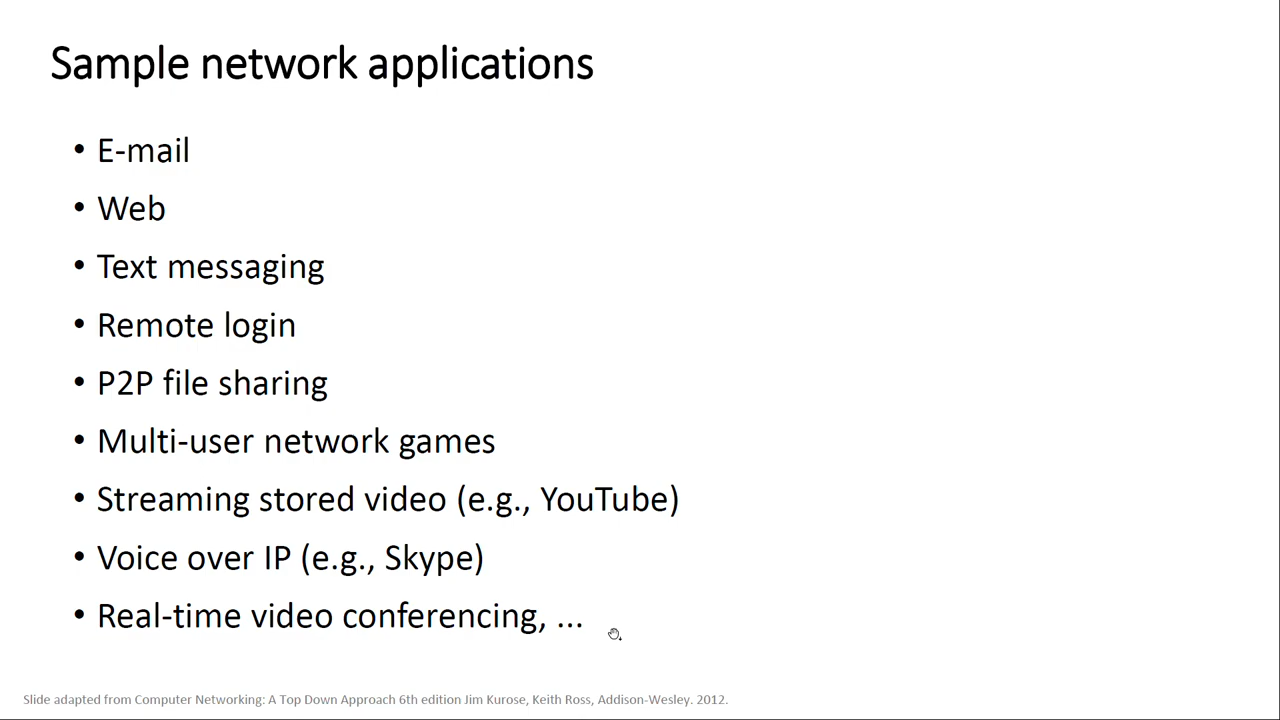 Sample network applications
• E-mail
• Web
• Text messaging
• Remote login
• P2P file sharing
• Multi-user network games
• Streaming stored video (e.g., YouTube)
• Voice over IP (e.g., Skype)
• Real-time video conferencing, ...
Slide adapted from Computer Networking: A Top Down Approach 6th edition Jim Kurose, Keith Ross, Addison-Wesley. 2012.